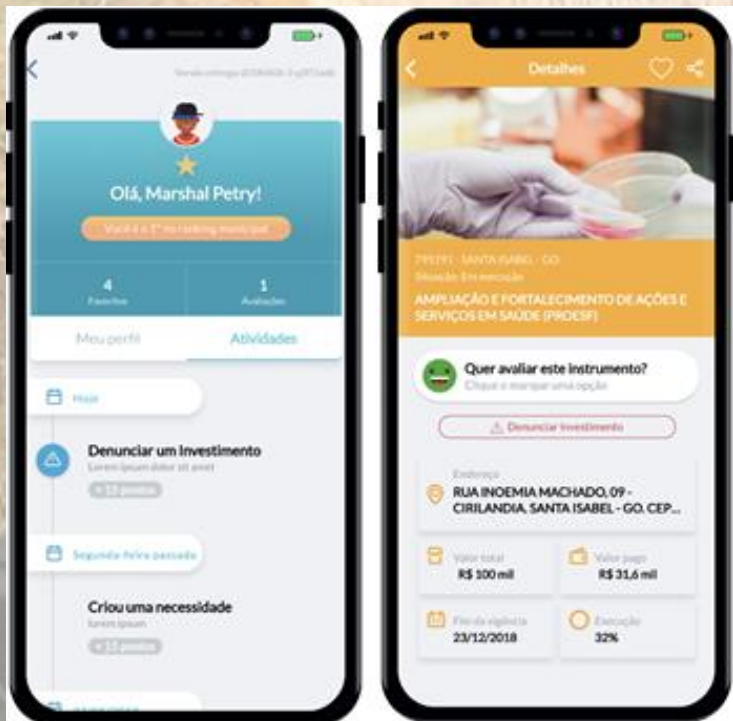 Olá, Marshal Petry!
Você é o 1º no ranking municipal
4
Favoritos
1
Avaliações
Meu perfil
Atividades
Hoje
Denunciar um Investimento
Lorem ipsum dolor sit amet
+ 15 pontos
Segunda-feira passada
Criou uma necessidade
lorem ipsum
+ 15 pontos
Detalhes
SANTA ISABEL - GO
Situação: Em execução
AMPLIAÇÃO E FORTALECIMENTO DE AÇÕES E
SERVIÇOS EM SAÚDE (PROESF)
Quer avaliar este instrumento?
Clique e marque uma opção
Denunciar Investimento
Endereço
RUA INOEMIA MACHADO, 09 -
CIRILANDIA, SANTA ISABEL - GO. CEP...
Valor total
R$ 100 mil
Valor pago
R$ 31,6 mil
Fim da vigência
23/12/2018
Execução
32%